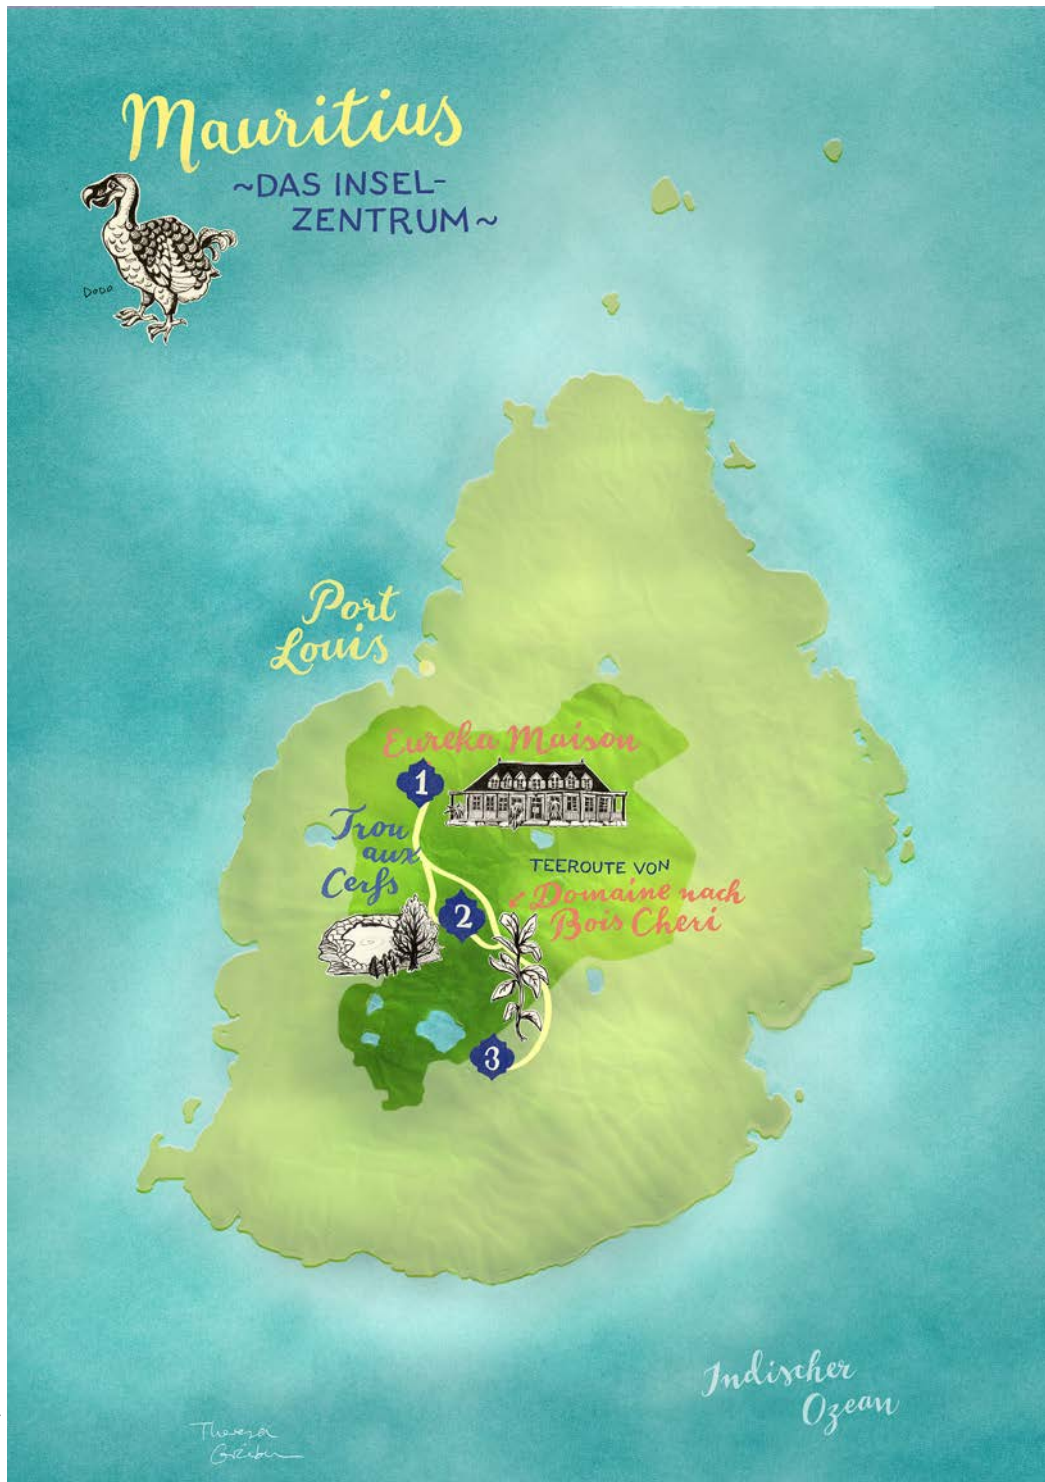 Mauritius
~DAS INSEL-
ZENTRUM~
DODO
Port
Louis
Eureka Maison
1
Trou
aux
Cerfs
TEEROUTE VON
Domaine nach
Bois Cheri
2
3
Indischer
Ozean